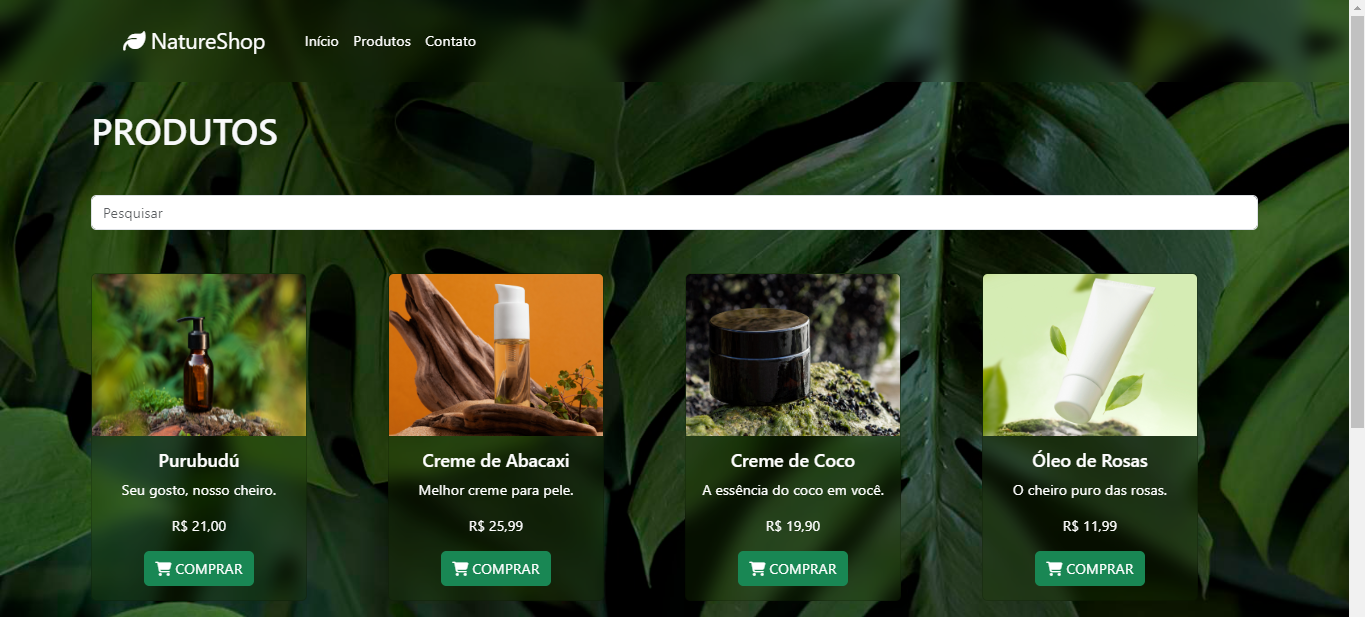 NatureShop Início Produtos Contato
PRODUTOS
Pesquisar
Purubudú
Seu gosto, nosso cheiro.
R$ 21,00
COMPRAR
Creme de Abacaxi
Melhor creme para pele.
R$ 25,99
COMPRAR
Creme de Coco
A essência do coco em você.
R$ 19,90
COMPRAR
Óleo de Rosas
O cheiro puro das rosas.
R$ 11,99
COMPRAR